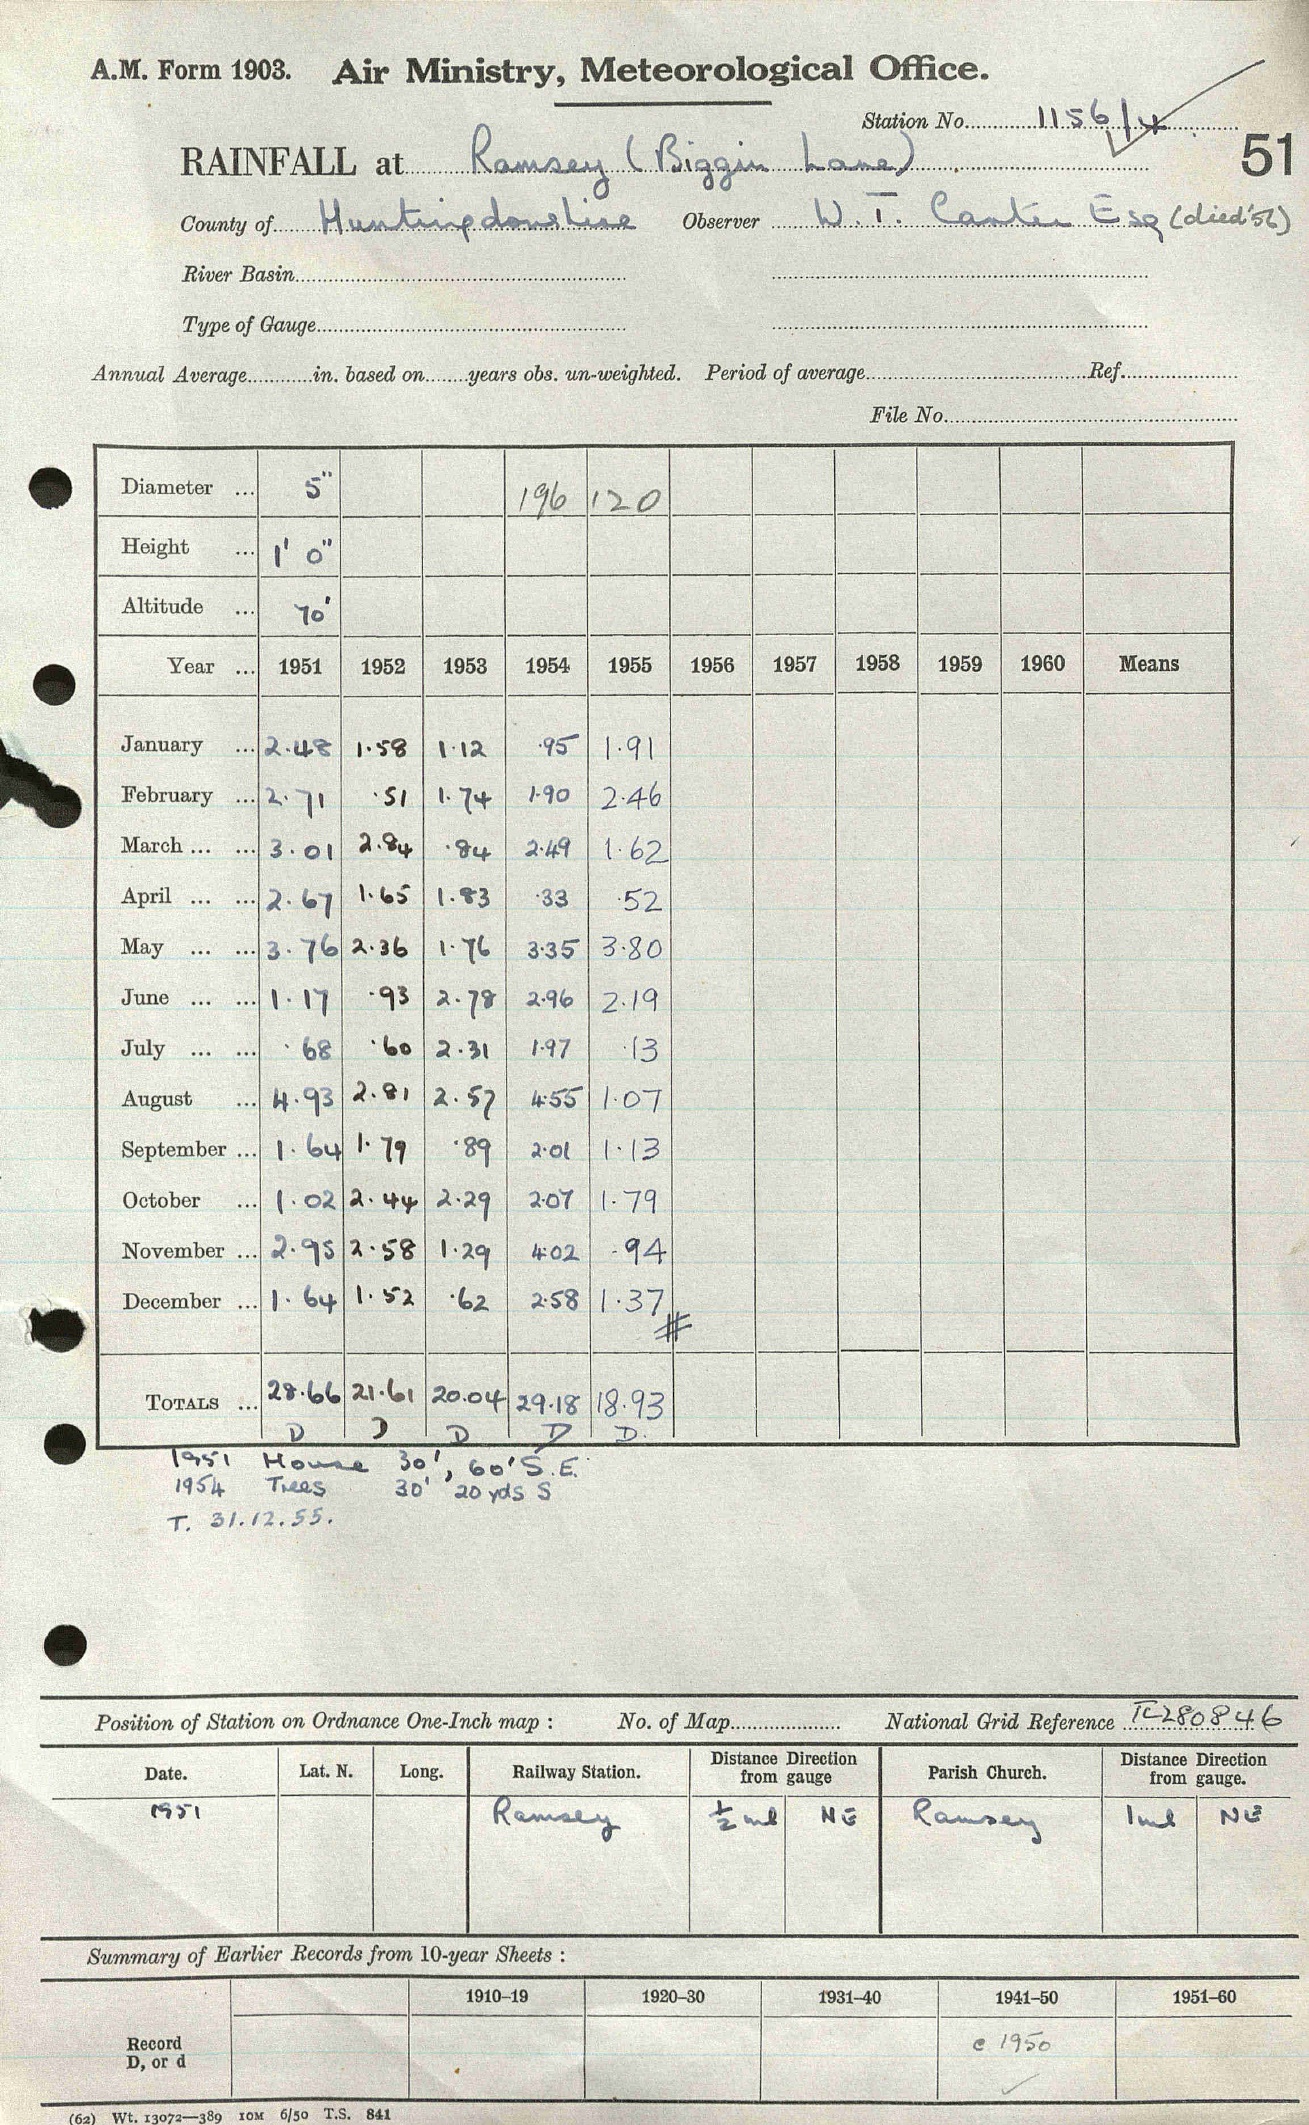 A.M. Form 1903. Air Ministry, Meteorological Office.
Station No. 1156/4
51
RAINFALL at Ramsey (Biggin Lane)
County of Huntingdonshire Observer W. T. Carter Esq (died '56)
River Basin
Type of Gauge
Annual Average in. based on years obs. un-weighted. Period of average Ref.
File No.
Diameter ... 5" 196 120
Height ... 1' 0"
Altitude ... 70'
Year ... 1951 1952 1953 1954 1955 1956 1957 1958 1959 1960 Means
January ... 2.48 1.58 1.12 .95 1.91
February ... 2.71 .51 1.74 1.90 2.46
March ... ... 3.01 2.84 .84 2.49 1.62
April ... ... 2.67 1.65 1.83 .33 .52
May ... ... 3.76 2.36 1.76 3.35 3.80
June ... ... 1.17 .93 2.78 2.96 2.19
July ... ... .68 .60 2.31 1.97 .13
August ... 4.93 2.81 2.57 4.55 1.07
September ... 1.64 1.79 .89 2.01 1.13
October ... 1.02 2.44 2.29 2.07 1.79
November ... 2.95 2.58 1.29 4.02 .94
December ... 1.64 1.52 .62 2.58 1.37
#
TOTALS ... 28.66 21.61 20.04 29.18 18.93
D D D D D.
1951 House 30', 60' S.E.
1954 Trees 30' 20 yds S
T. 31.12.55.
Position of Station on Ordnance One-Inch map : No. of Map National Grid Reference TL280846
Date. Lat. N. Long. Railway Station. Distance Direction from gauge Parish Church. Distance Direction from gauge.
1951 Ramsey ½ ml NE Ramsey 1ml NE
Summary of Earlier Records from 10-year Sheets :
1910–19 1920–30 1931–40 1941–50 1951–60
Record D, or d c 1950
(62) Wt. 13072—389 10M 6/50 T.S. 841